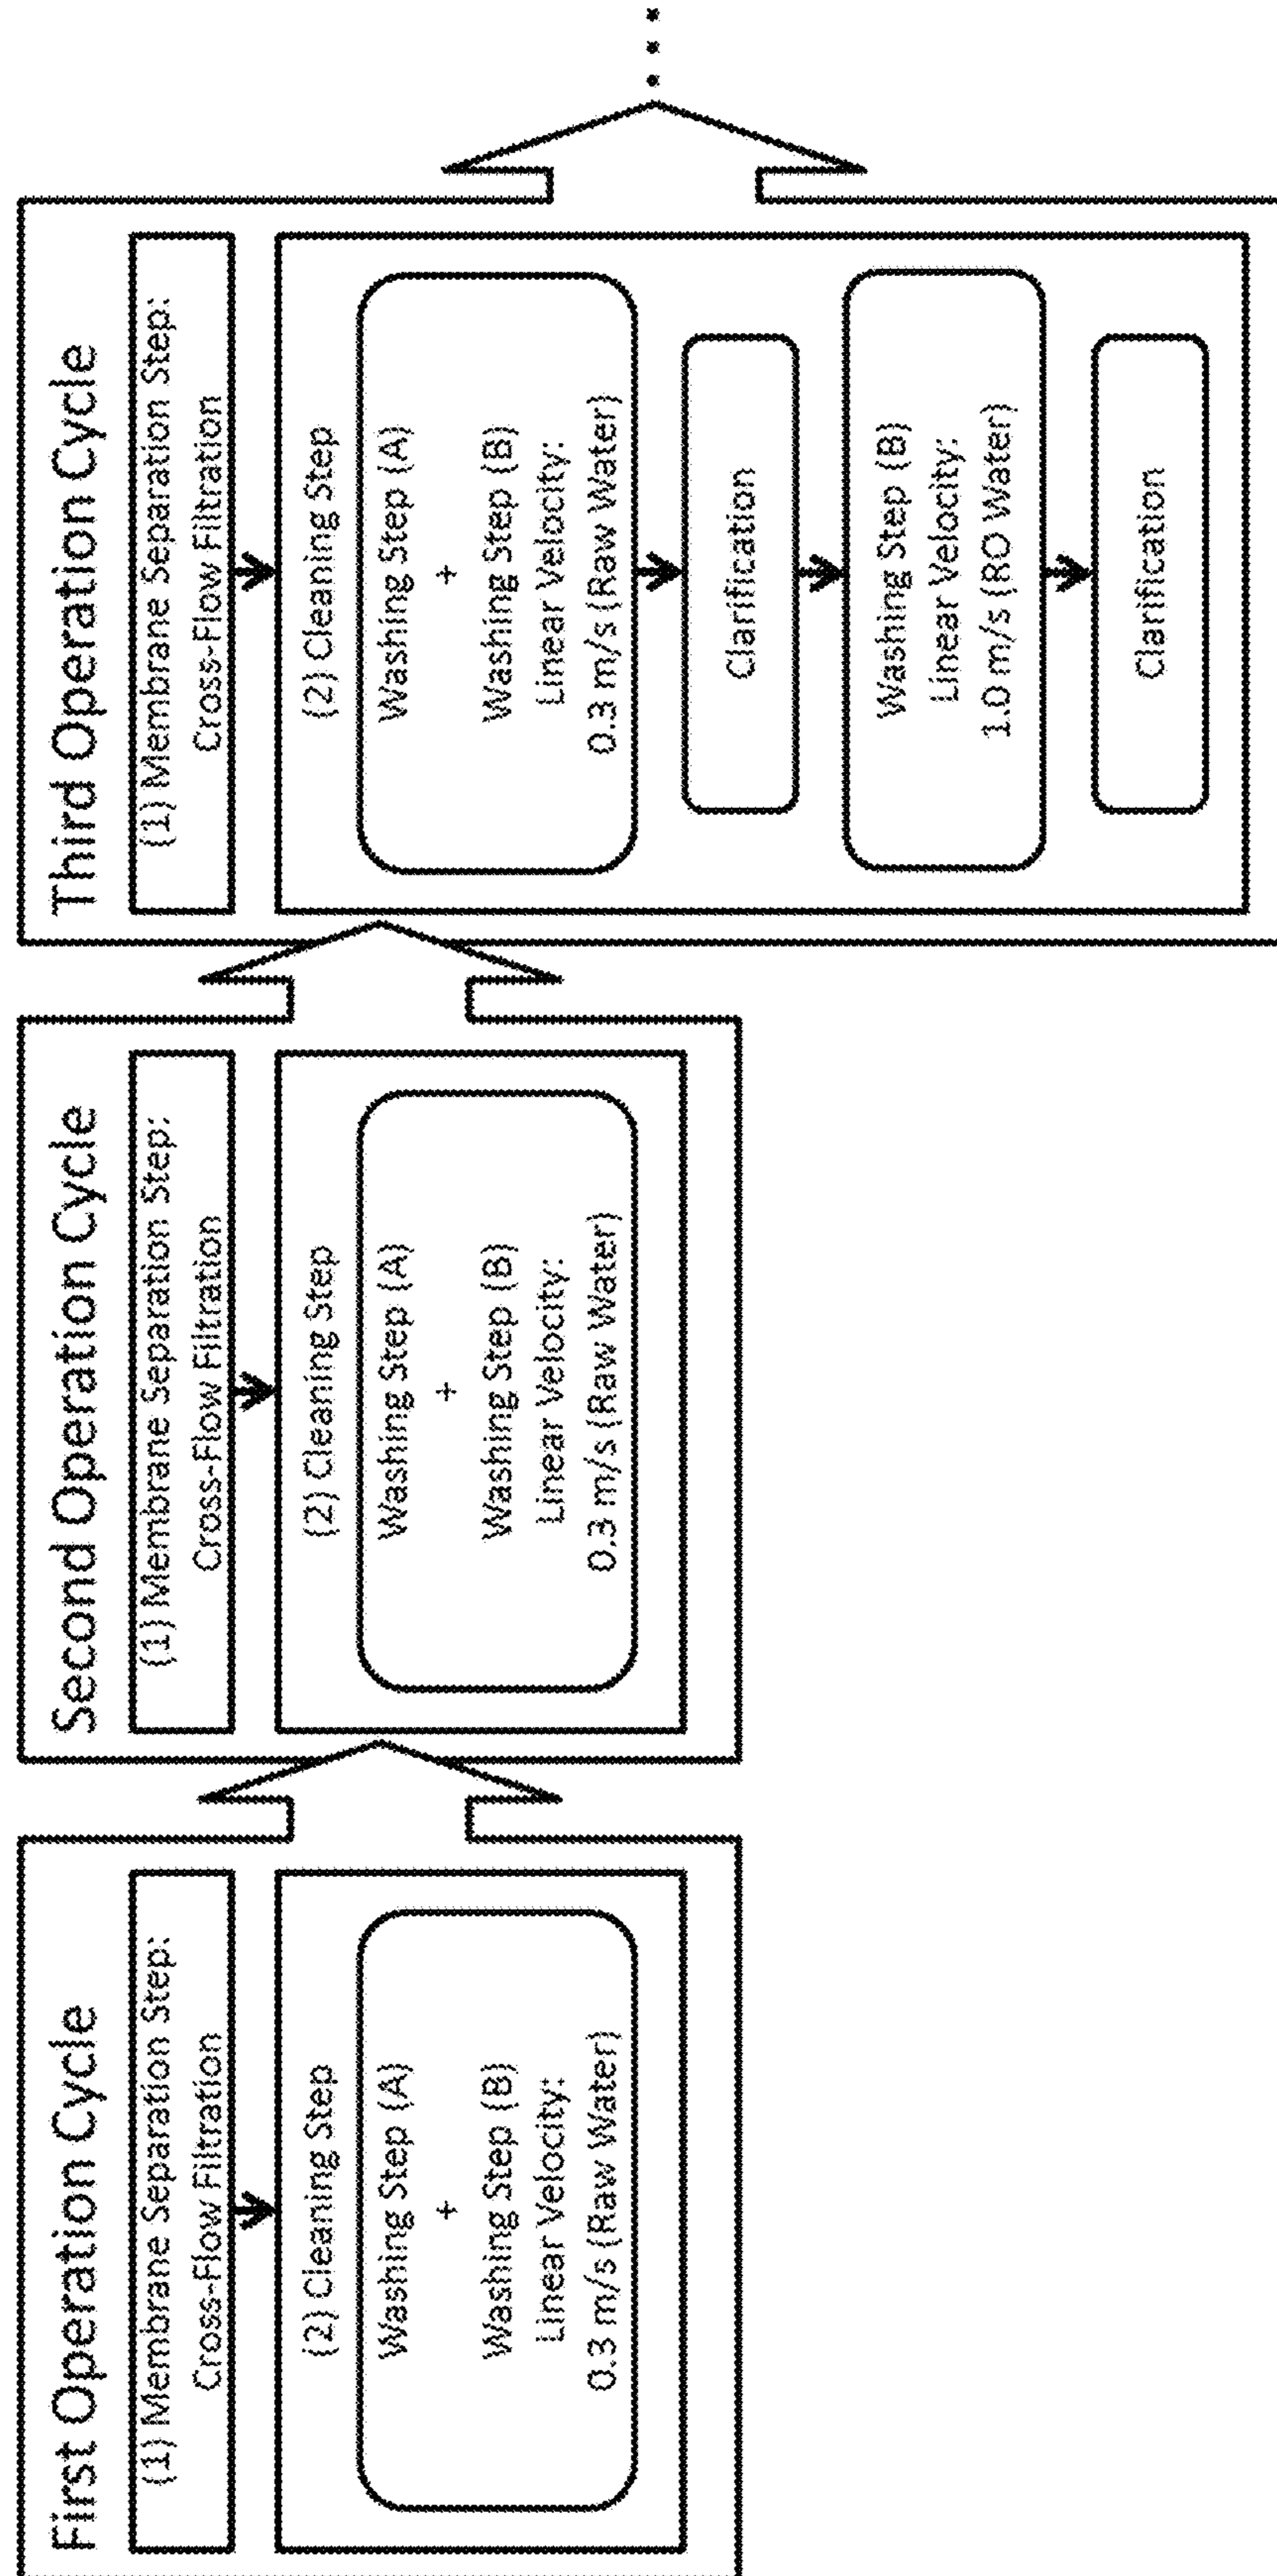 First Operation Cycle
(1) Membrane Separation Step:
Cross-Flow Filtration
(2) Cleaning Step
Washing Step (A)
+
Washing Step (B)
Linear Velocity:
0.3 m/s (Raw Water)
Second Operation Cycle
(1) Membrane Separation Step:
Cross-Flow Filtration
(2) Cleaning Step
Washing Step (A)
+
Washing Step (B)
Linear Velocity:
0.3 m/s (Raw Water)
Third Operation Cycle
(1) Membrane Separation Step:
Cross-Flow Filtration
(2) Cleaning Step
Washing Step (A)
+
Washing Step (B)
Linear Velocity:
0.3 m/s (Raw Water)
Clarification
Washing Step (B)
Linear Velocity:
1.0 m/s (RO Water)
Clarification